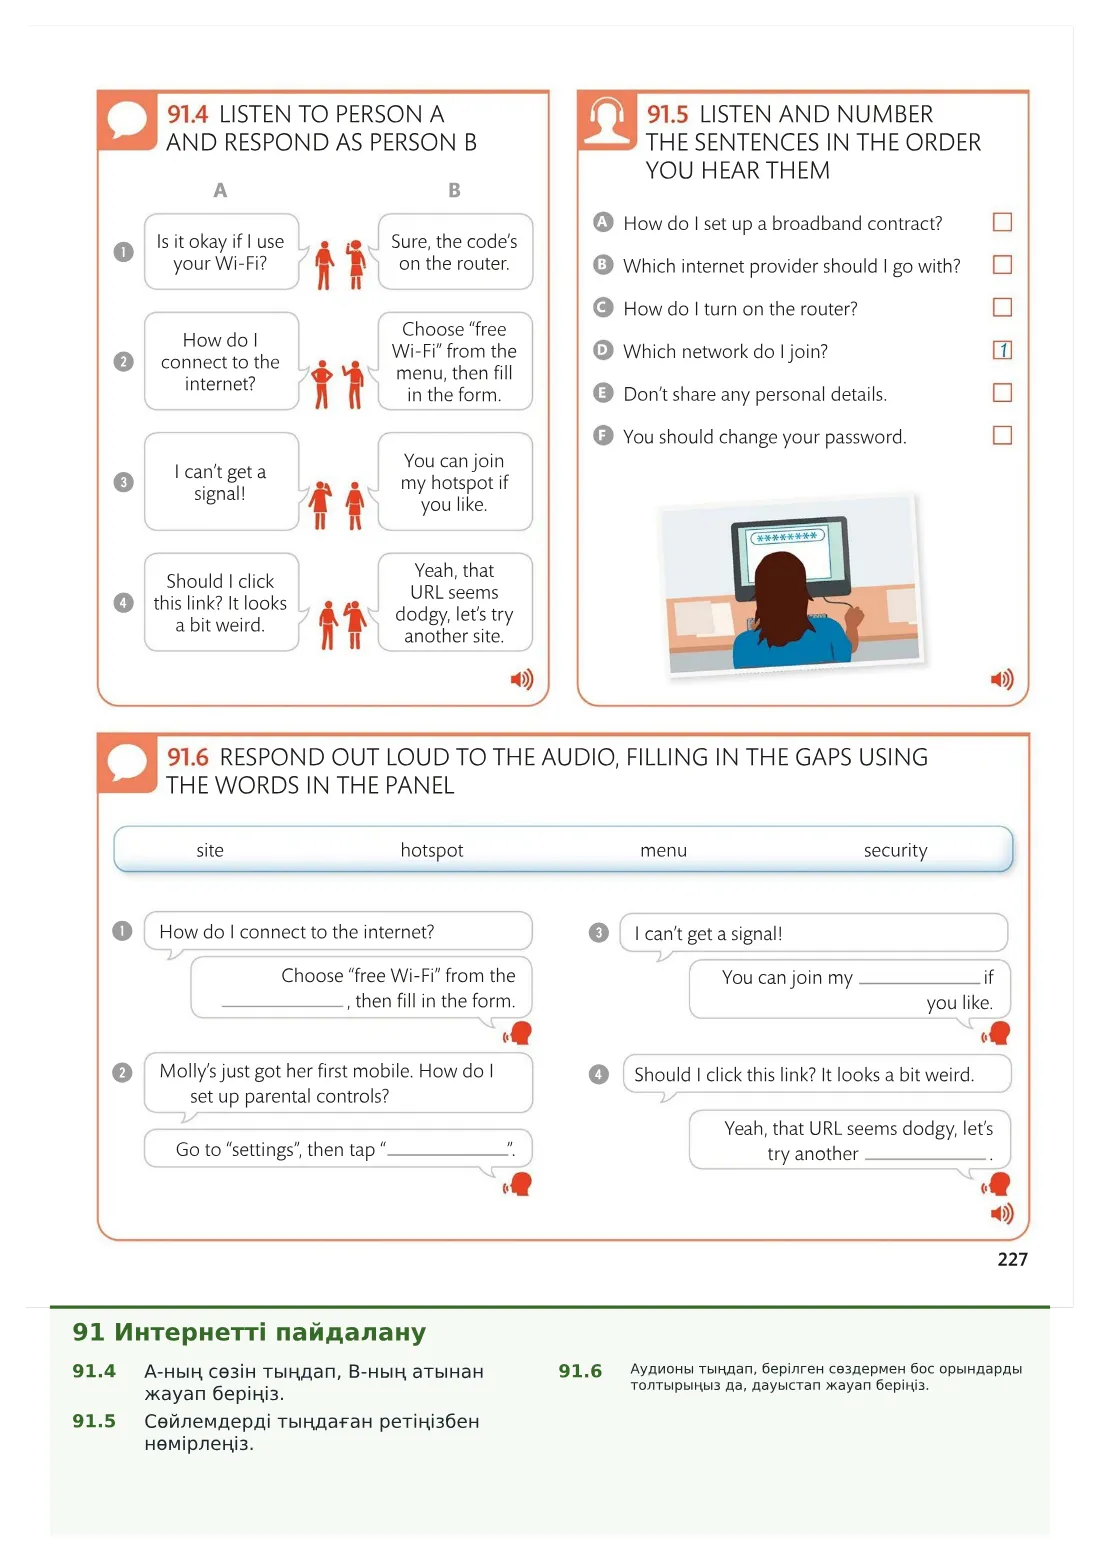 91.4 LISTEN TO PERSON A
AND RESPOND AS PERSON B
A
B
1
Is it okay if I use
your Wi-Fi?
Sure, the code's
on the router.
2
How do I
connect to the
internet?
Choose “free
Wi-Fi” from the
menu, then fill
in the form.
3
I can't get a
signal!
You can join
my hotspot if
you like.
4
Should I click
this link? It looks
a bit weird.
Yeah, that
URL seems
dodgy, let's try
another site.
91.5 LISTEN AND NUMBER
THE SENTENCES IN THE ORDER
YOU HEAR THEM
A How do I set up a broadband contract?
B Which internet provider should I go with?
C How do I turn on the router?
D Which network do I join? 1
E Don't share any personal details.
F You should change your password.
********
91.6 RESPOND OUT LOUD TO THE AUDIO, FILLING IN THE GAPS USING
THE WORDS IN THE PANEL
site hotspot menu security
1 How do I connect to the internet?
Choose “free Wi-Fi” from the
____________ , then fill in the form.
2 Molly's just got her first mobile. How do I
set up parental controls?
Go to “settings”, then tap “____________”.
3 I can't get a signal!
You can join my ____________ if
you like.
4 Should I click this link? It looks a bit weird.
Yeah, that URL seems dodgy, let's
try another ____________ .
227
91 Интернетті пайдалану
91.4 А-ның сөзін тыңдап, В-ның атынан
жауап беріңіз.
91.5 Сөйлемдерді тыңдаған ретіңізбен
нөмірлеңіз.
91.6 Аудионы тыңдап, берілген сөздермен бос орындарды
толтырыңыз да, дауыстап жауап беріңіз.